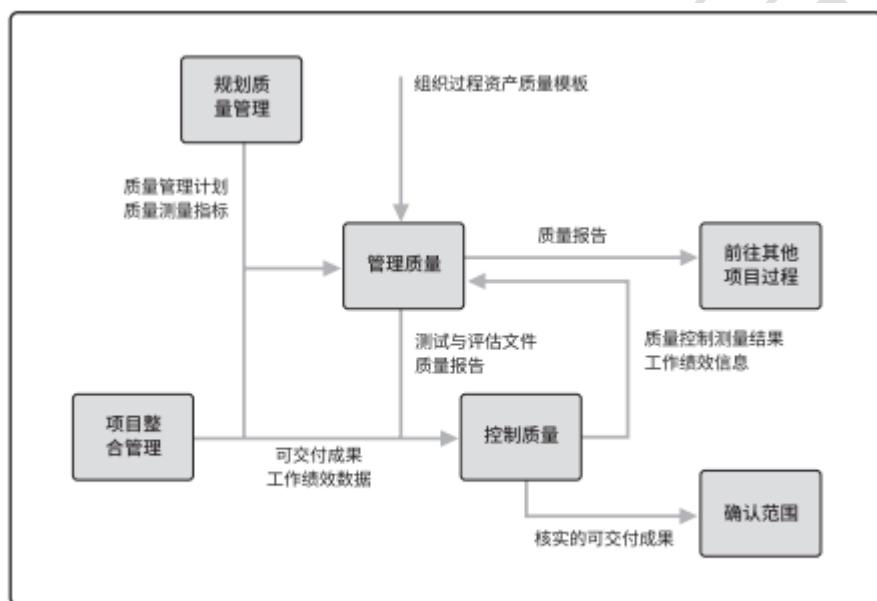 规划质
量管理
组织过程资产质量模板
质量管理计划
质量测量指标
管理质量
质量报告
前往其他
项目过程
测试与评估文件
质量报告
质量控制测量结果
工作绩效信息
项目整
合管理
可交付成果
工作绩效数据
控制质量
核实的可交付成果
确认范围